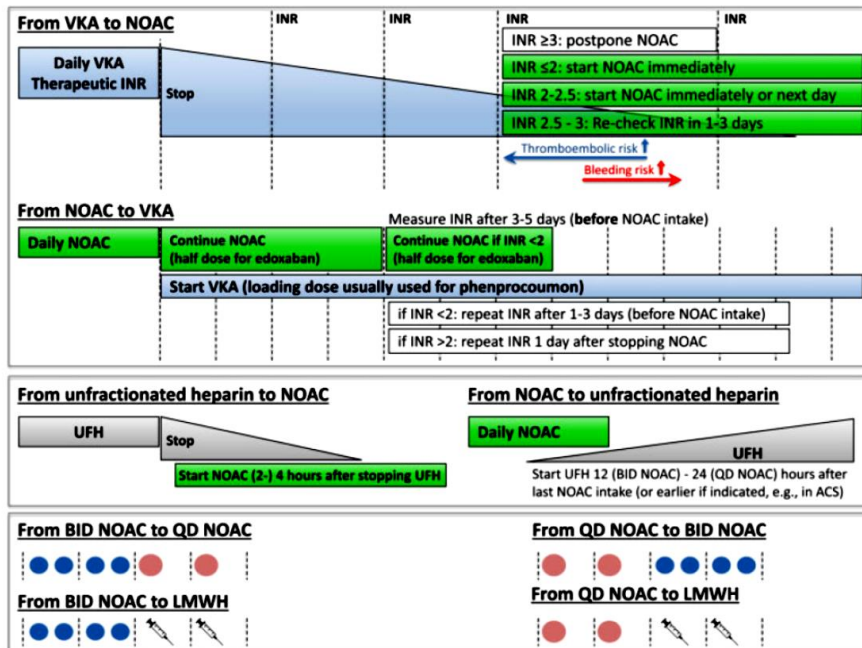 From VKA to NOAC
INR
INR
INR
INR
Daily VKA
Therapeutic INR
Stop
INR ≥3: postpone NOAC
INR ≤2: start NOAC immediately
INR 2-2.5: start NOAC immediately or next day
INR 2.5 - 3: Re-check INR in 1-3 days
Thromboembolic risk ↑
Bleeding risk ↑
From NOAC to VKA
Measure INR after 3-5 days (before NOAC intake)
Daily NOAC
Continue NOAC
(half dose for edoxaban)
Continue NOAC if INR <2
(half dose for edoxaban)
Start VKA (loading dose usually used for phenprocoumon)
if INR <2: repeat INR after 1-3 days (before NOAC intake)
if INR >2: repeat INR 1 day after stopping NOAC
From unfractionated heparin to NOAC
UFH
Stop
Start NOAC (2-) 4 hours after stopping UFH
From NOAC to unfractionated heparin
Daily NOAC
UFH
Start UFH 12 (BID NOAC) - 24 (QD NOAC) hours after
last NOAC intake (or earlier if indicated, e.g., in ACS)
From BID NOAC to QD NOAC
From QD NOAC to BID NOAC
From BID NOAC to LMWH
From QD NOAC to LMWH